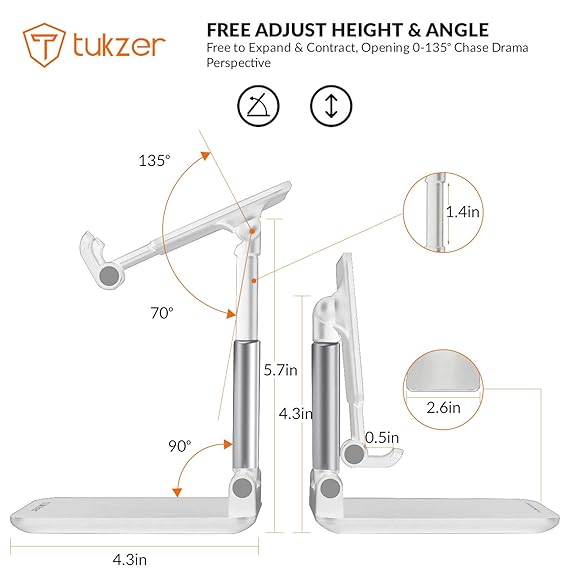 tukzer
FREE ADJUST HEIGHT & ANGLE
Free to Expand & Contract, Opening 0-135° Chase Drama
Perspective
135°
1.4in
70°
5.7in
4.3in
2.6in
0.5in
90°
4.3in